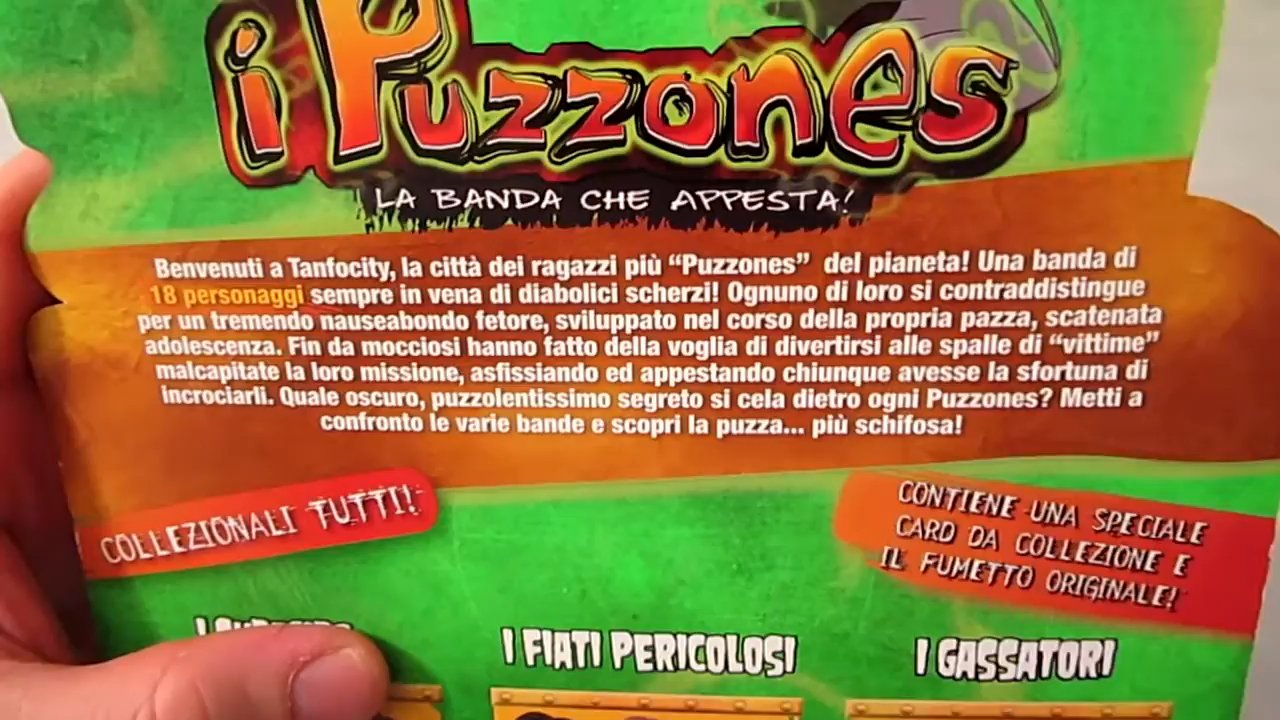 i Puzzones
LA BANDA CHE APPESTA!
Benvenuti a Tanfocity, la città dei ragazzi più “Puzzones” del pianeta! Una banda di
18 personaggi sempre in vena di diabolici scherzi! Ognuno di loro si contraddistingue
per un tremendo nauseabondo fetore, sviluppato nel corso della propria pazza, scatenata
adolescenza. Fin da mocciosi hanno fatto della voglia di divertirsi alle spalle di “vittime”
malcapitate la loro missione, asfissiando ed appestando chiunque avesse la sfortuna di
incrociarli. Quale oscuro, puzzolentissimo segreto si cela dietro ogni Puzzones? Metti a
confronto le varie bande e scopri la puzza... più schifosa!
COLLEZIONALI TUTTI!
CONTIENE UNA SPECIALE
CARD DA COLLEZIONE E
IL FUMETTO ORIGINALE!
I
I FIATI PERICOLOSI
I GASSATORI